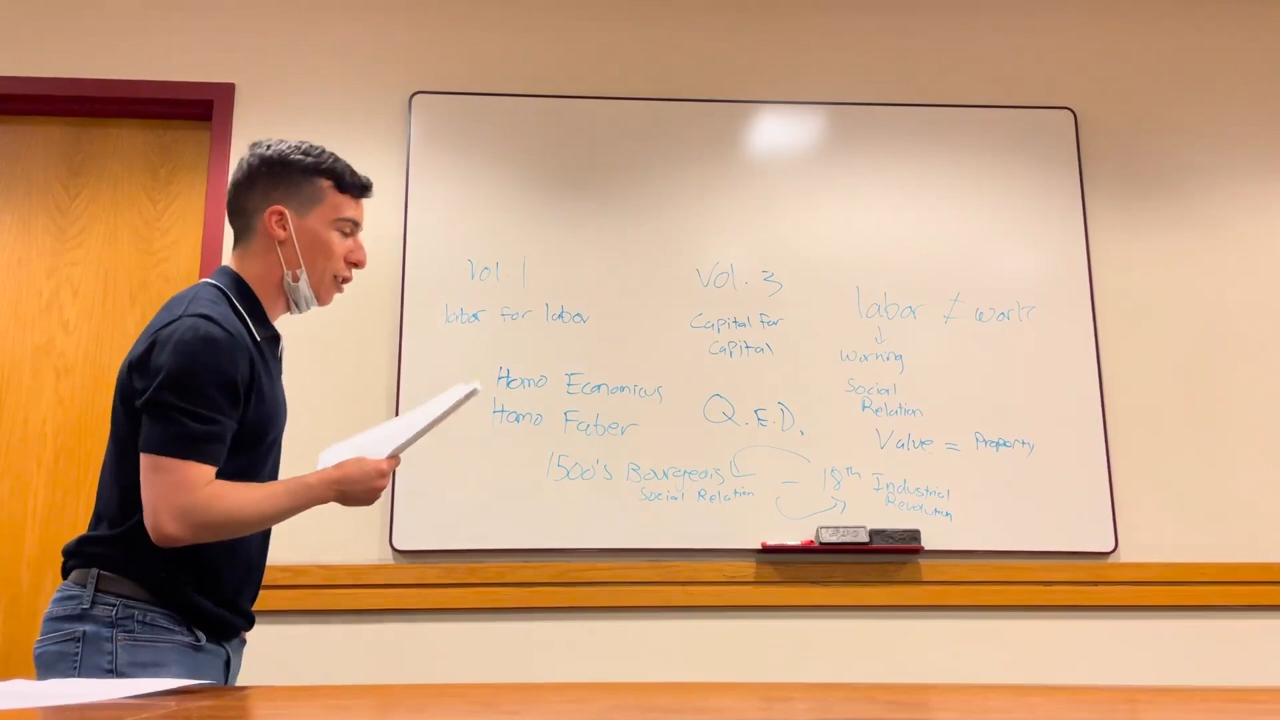 Vol. 1
labor for labor
Homo Economicus
Homo Faber
Vol. 3
Capital for
Capital
Q.E.D.
labor ≠ work
↓
Working
Social
Relation
Value = Property
1500's Bourgeois – 18th Industrial
Social Relation
Revolution